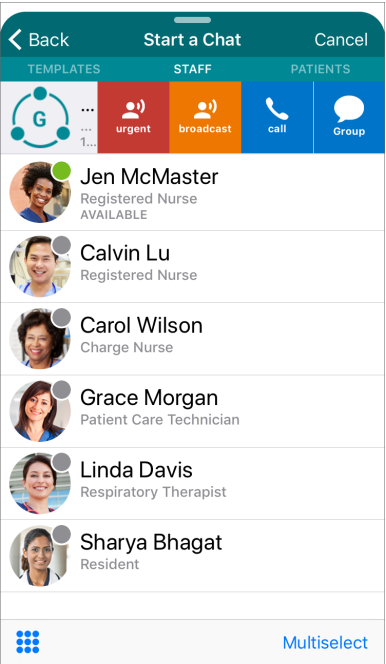 Back
Start a Chat
Cancel
TEMPLATES
STAFF
PATIENTS
G
...
...
1...
urgent
broadcast
call
Group
Jen McMaster
Registered Nurse
AVAILABLE
Calvin Lu
Registered Nurse
Carol Wilson
Charge Nurse
Grace Morgan
Patient Care Technician
Linda Davis
Respiratory Therapist
Sharya Bhagat
Resident
Multiselect